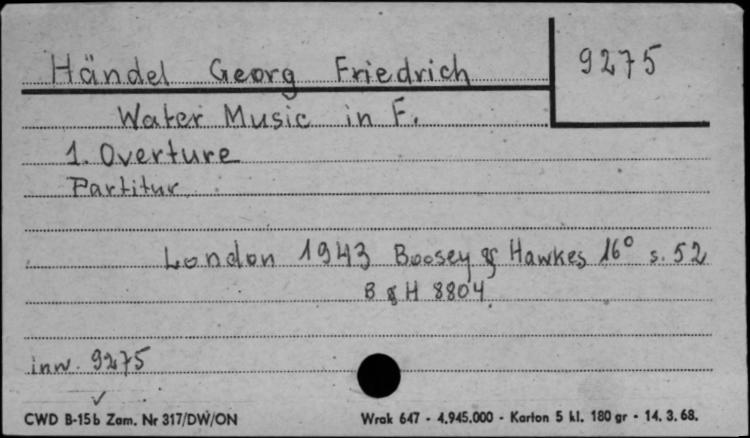 Händel Georg Friedrich
9275
Water Music in F.
1. Overture
Partitur
London 1943 Boosey & Hawkes 16° s. 52
B & H 8804
inw. 9275
CWD B-15b Zam. Nr 317/DW/ON
Wrak 647 - 4.945.000 - Karton 5 kl. 180 gr - 14. 3. 68.